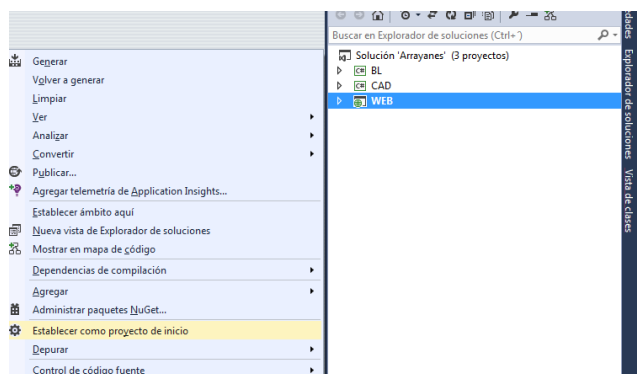 Generar
Volver a generar
Limpiar
Ver
Analizar
Convertir
Publicar...
Agregar telemetría de Application Insights...
Establecer ámbito aquí
Nueva vista de Explorador de soluciones
Mostrar en mapa de código
Dependencias de compilación
Agregar
Administrar paquetes NuGet...
Establecer como proyecto de inicio
Depurar
Control de código fuente
Buscar en Explorador de soluciones (Ctrl+´)
Solución 'Arrayanes' (3 proyectos)
C# BL
C# CAD
WEB
Explorador de soluciones
Vista de clases